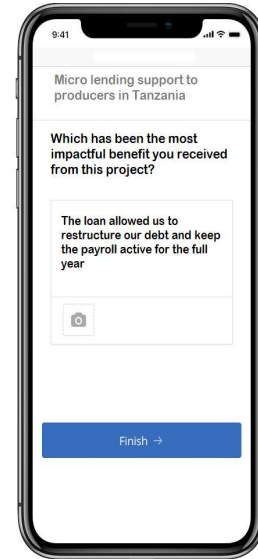 9:41
Micro lending support to
producers in Tanzania
Which has been the most
impactful benefit you received
from this project?
The loan allowed us to
restructure our debt and keep
the payroll active for the full
year
Finish →